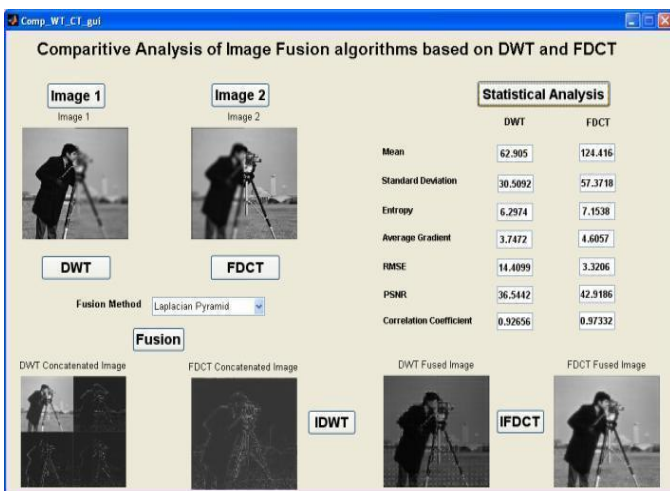 Comp_WT_CT_gui
Comparitive Analysis of Image Fusion algorithms based on DWT and FDCT
Image 1
Image 2
Statistical Analysis
Image 1
Image 2
DWT
FDCT
Mean
62.905
124.416
Standard Deviation
30.5092
57.3718
Entropy
6.2974
7.1538
Average Gradient
3.7472
4.6057
RMSE
14.4099
3.3206
PSNR
36.5442
42.9186
Correlation Coefficient
0.92656
0.97332
DWT
FDCT
Fusion Method
Laplacian Pyramid
Fusion
DWT Concatenated Image
FDCT Concatenated Image
DWT Fused Image
FDCT Fused Image
IDWT
IFDCT